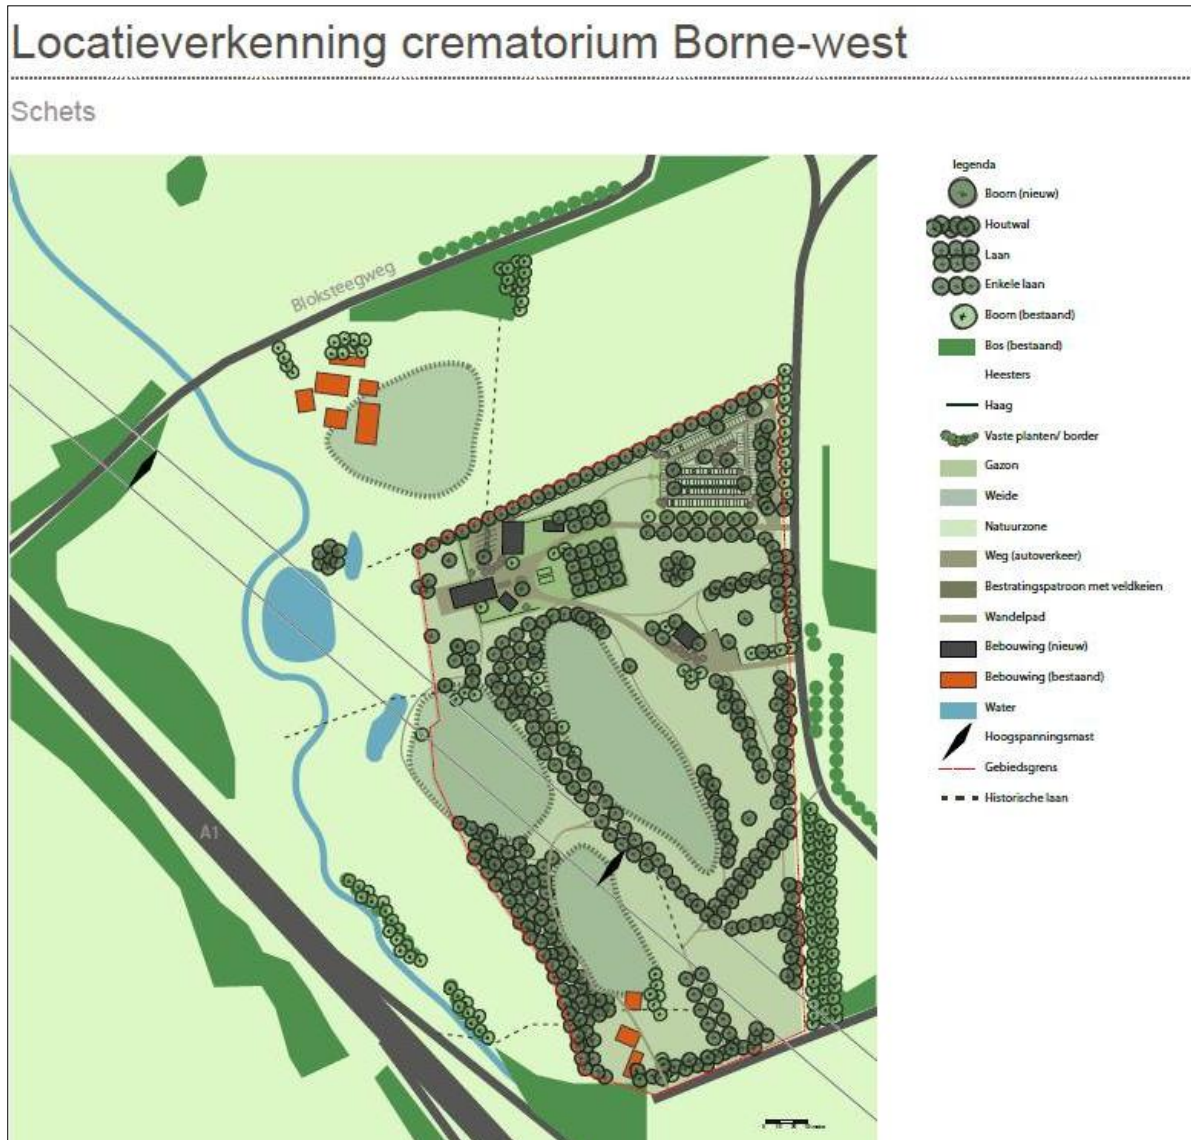 Locatieverkenning crematorium Borne-west
Schets
Bloksteegweg
A1
legenda
Boom (nieuw)
Houtwal
Laan
Enkele laan
Boom (bestaand)
Bos (bestaand)
Heesters
Haag
Vaste planten/ border
Gazon
Weide
Natuurzone
Weg (autoverkeer)
Bestratingspatroon met veldkeien
Wandelpad
Bebouwing (nieuw)
Bebouwing (bestaand)
Water
Hoogspanningsmast
Gebiedsgrens
Historische laan